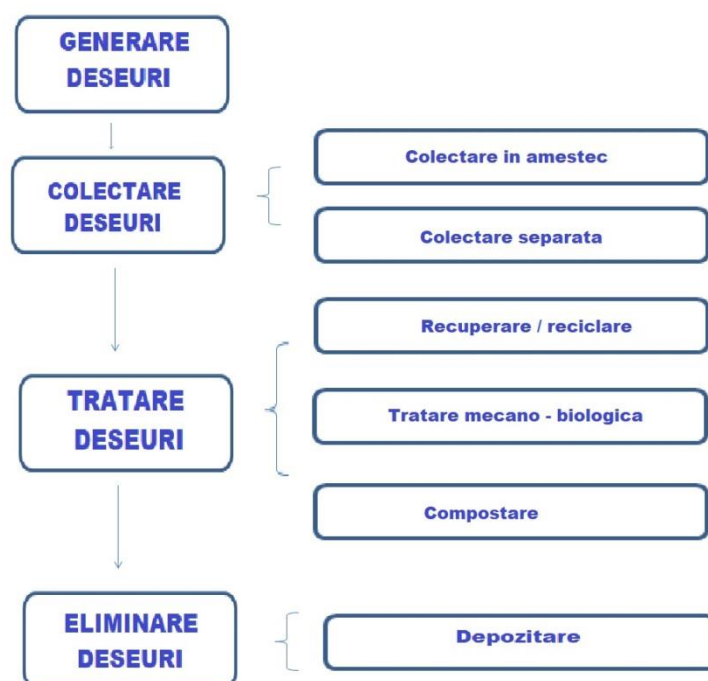 GENERARE
DESEURI
COLECTARE
DESEURI
Colectare in amestec
Colectare separata
TRATARE
DESEURI
Recuperare / reciclare
Tratare mecano - biologica
Compostare
ELIMINARE
DESEURI
Depozitare